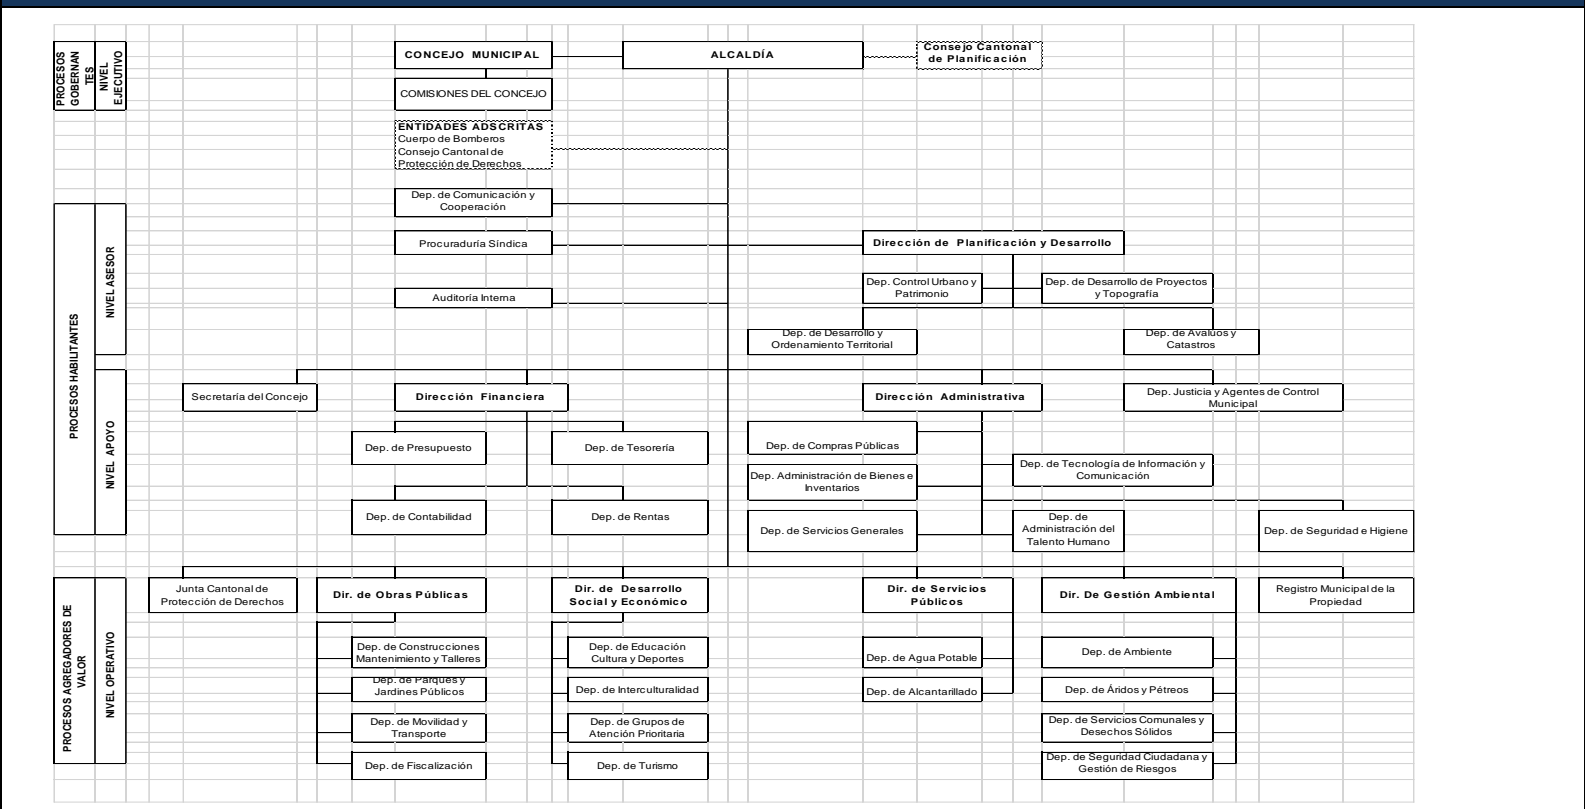 PROCESOS
GOBERNAN
TES
NIVEL
EJECUTIVO
CONCEJO MUNICIPAL
ALCALDÍA
Consejo Cantonal
de Planificación
COMISIONES DEL CONCEJO
ENTIDADES ADSCRITAS
Cuerpo de Bomberos
Consejo Cantonal de
Protección de Derechos
PROCESOS HABILITANTES
NIVEL ASESOR
Dep. de Comunicación y
Cooperación
Procuraduría Síndica
Dirección de Planificación y Desarrollo
Auditoría Interna
Dep. Control Urbano y
Patrimonio
Dep. de Desarrollo de Proyectos
y Topografía
Dep. de Desarrollo y
Ordenamiento Territorial
Dep. de Avalúos y
Catastros
NIVEL APOYO
Secretaría del Concejo
Dirección Financiera
Dirección Administrativa
Dep. Justicia y Agentes de Control
Municipal
Dep. de Presupuesto
Dep. de Tesorería
Dep. de Compras Públicas
Dep. Administración de Bienes e
Inventarios
Dep. de Tecnología de Información y
Comunicación
Dep. de Contabilidad
Dep. de Rentas
Dep. de Servicios Generales
Dep. de
Administración del
Talento Humano
Dep. de Seguridad e Higiene
PROCESOS AGREGADORES DE
VALOR
NIVEL OPERATIVO
Junta Cantonal de
Protección de Derechos
Dir. de Obras Públicas
Dir. de Desarrollo
Social y Económico
Dir. de Servicios
Públicos
Dir. De Gestión Ambiental
Registro Municipal de la
Propiedad
Dep. de Construcciones
Mantenimiento y Talleres
Dep. de Parques y
Jardines Públicos
Dep. de Movilidad y
Transporte
Dep. de Fiscalización
Dep. de Educación
Cultura y Deportes
Dep. de Interculturalidad
Dep. de Grupos de
Atención Prioritaria
Dep. de Turismo
Dep. de Agua Potable
Dep. de Alcantarillado
Dep. de Ambiente
Dep. de Áridos y Pétreos
Dep. de Servicios Comunales y
Desechos Sólidos
Dep. de Seguridad Ciudadana y
Gestión de Riesgos